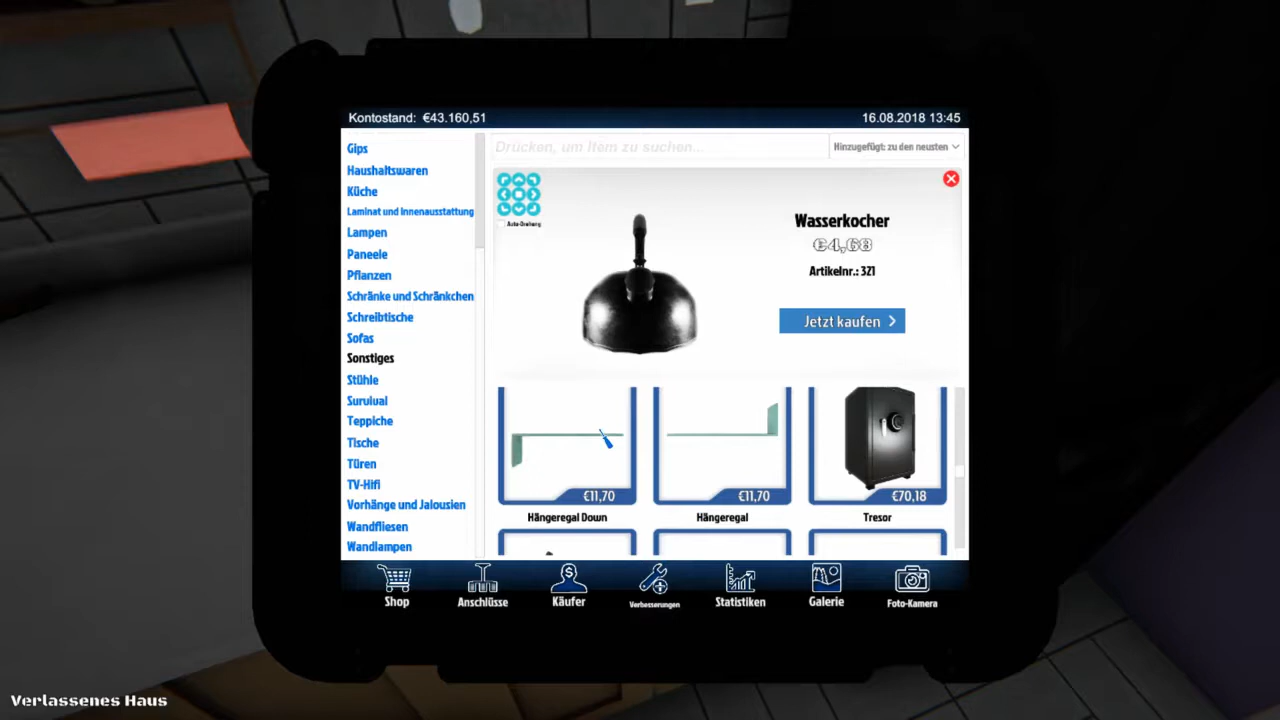 Kontostand: €43.160,51
16.08.2018 13:45
Gips
Haushaltswaren
Küche
Laminat und Innenausstattung
Lampen
Paneele
Pflanzen
Schränke und Schränkchen
Schreibtische
Sofas
Sonstiges
Stühle
Survival
Teppiche
Tische
Türen
TV-Hifi
Vorhänge und Jalousien
Wandfliesen
Wandlampen
Drücken, um Item zu suchen...
Hinzugefügt: zu den neusten
Auto-Drehung
Wasserkocher
€4,68
Artikelnr.: 321
Jetzt kaufen
€11,70
€11,70
€70,18
Hängeregal Down
Hängeregal
Tresor
Shop
Anschlüsse
Käufer
Verbesserungen
Statistiken
Galerie
Foto-Kamera
Verlassenes Haus